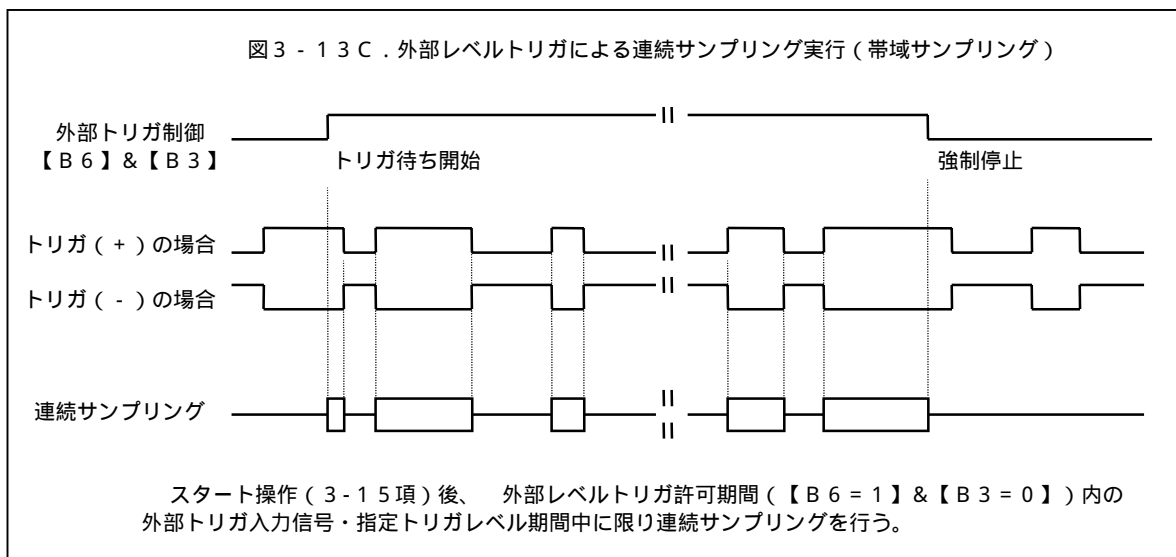 図３-１３Ｃ．外部レベルトリガによる連続サンプリング実行（帯域サンプリング）
外部トリガ制御
【Ｂ６】&【Ｂ３】
トリガ待ち開始
強制停止
トリガ（+）の場合
トリガ（-）の場合
連続サンプリング
スタート操作（３-１５項）後、　外部レベルトリガ許可期間（【Ｂ６=１】&【Ｂ３=０】）内の
外部トリガ入力信号・指定トリガレベル期間中に限り連続サンプリングを行う。